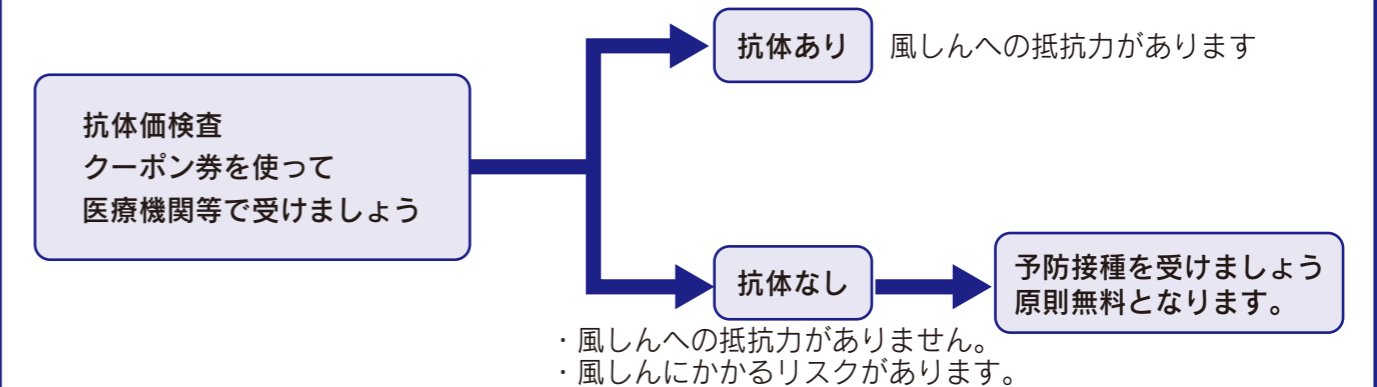 抗体あり
風しんへの抵抗力があります
抗体価検査
クーポン券を使って
医療機関等で受けましょう
抗体なし
予防接種を受けましょう
原則無料となります。
・風しんへの抵抗力がありません。
・風しんにかかるリスクがあります。